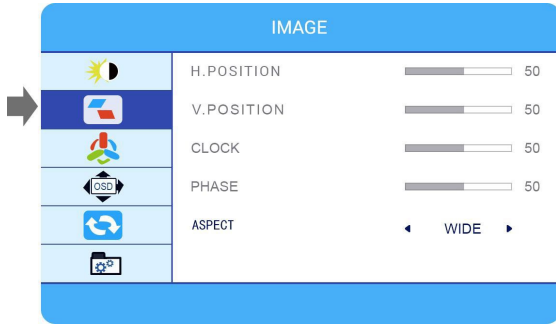 IMAGE
H.POSITION 50
V.POSITION 50
CLOCK 50
PHASE 50
OSD
ASPECT WIDE